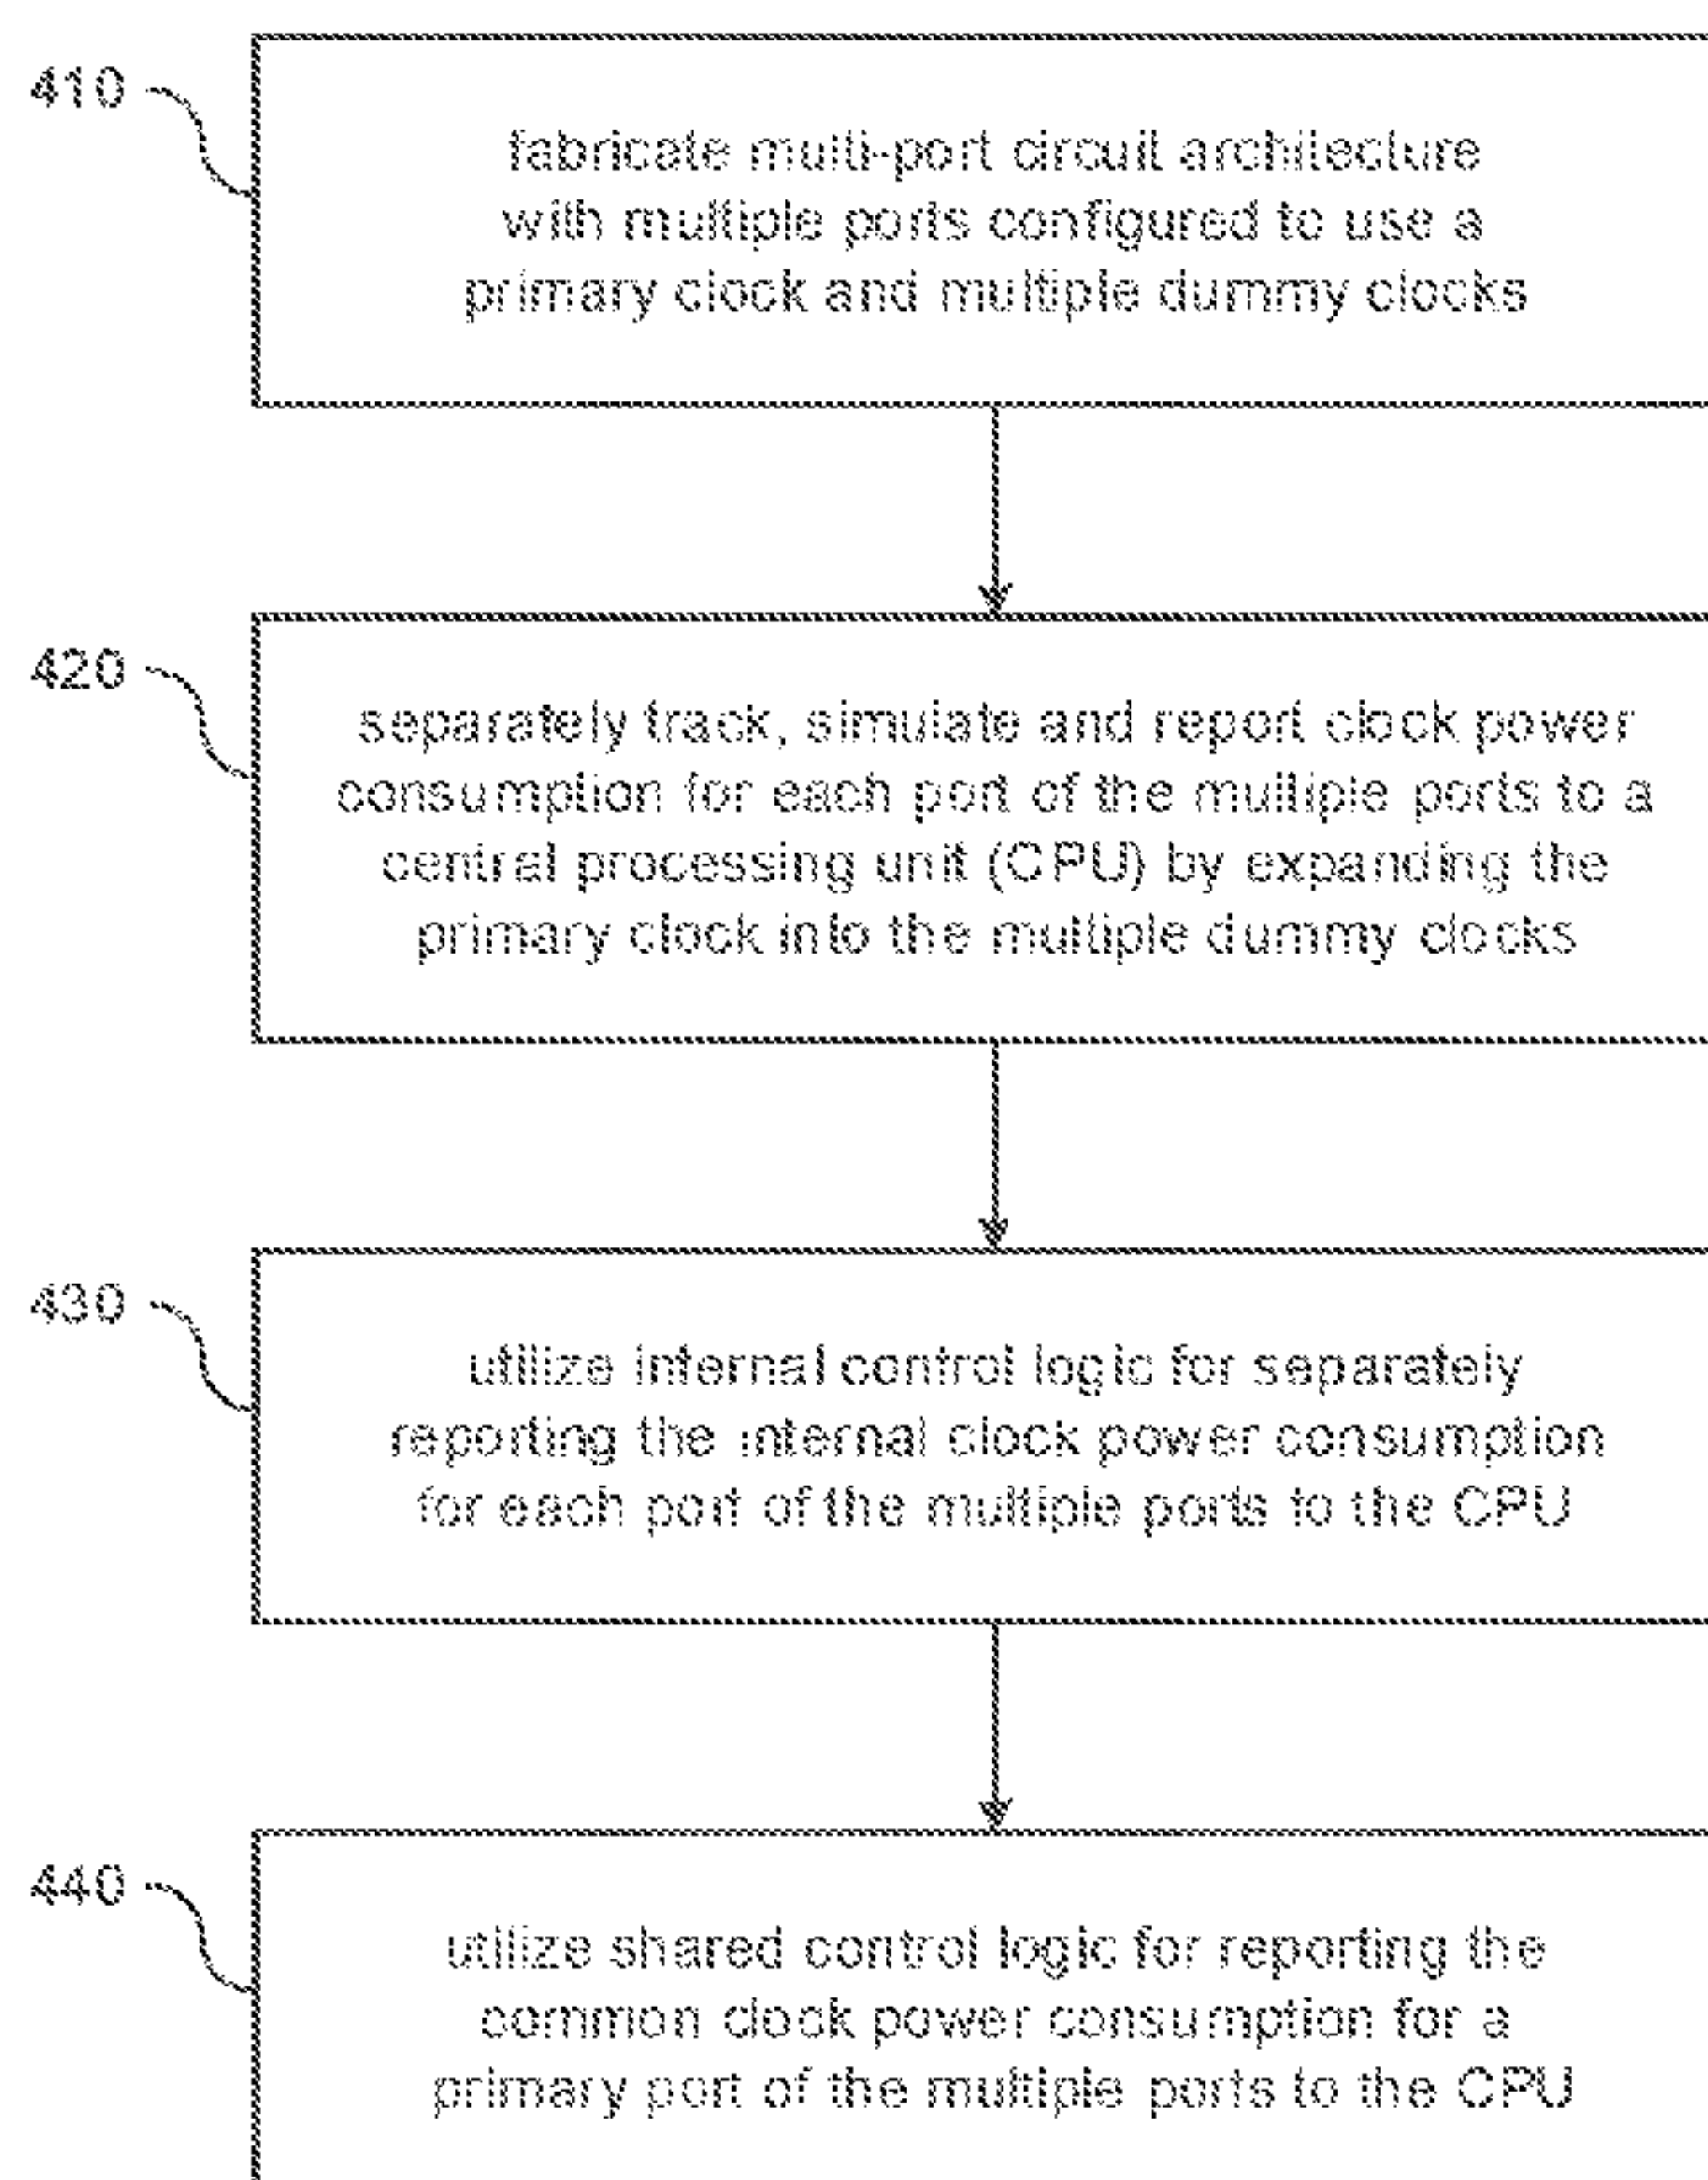 410
fabricate multi-port circuit architecture
with multiple ports configured to use a
primary clock and multiple dummy clocks
420
separately track, simulate and report clock power
consumption for each port of the multiple ports to a
central processing unit (CPU) by expanding the
primary clock into the multiple dummy clocks
430
utilize internal control logic for separately
reporting the internal clock power consumption
for each port of the multiple ports to the CPU
440
utilize shared control logic for reporting the
common clock power consumption for a
primary port of the multiple ports to the CPU